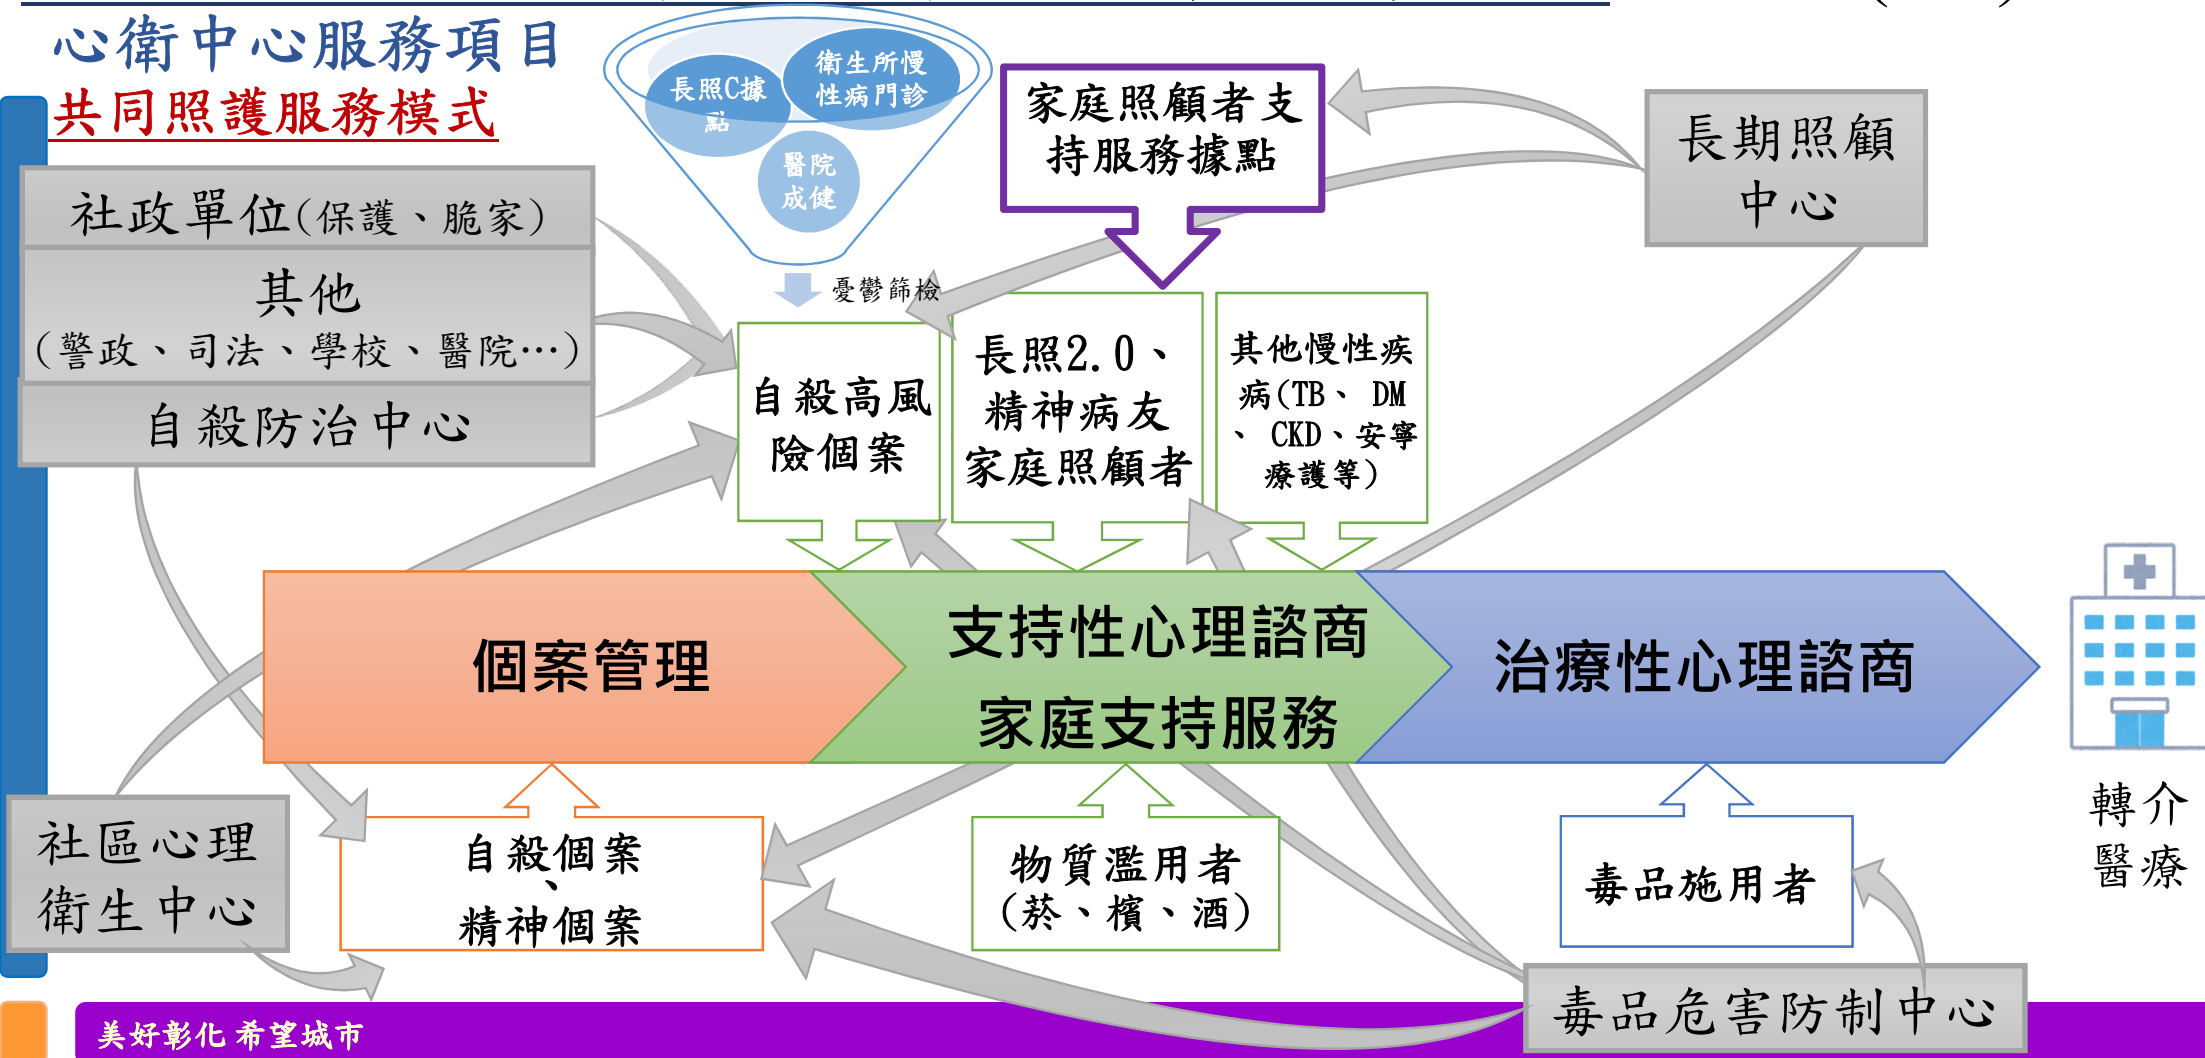 心衛中心服務項目
共同照護服務模式
長照C據
點
衛生所慢
性病門診
醫院
成健
憂鬱篩檢
家庭照顧者支
持服務據點
長期照顧
中心
社政單位(保護、脆家)
其他
(警政、司法、學校、醫院…)
自殺防治中心
自殺高風
險個案
長照2.0、
精神病友
家庭照顧者
其他慢性疾
病(TB、 DM
、 CKD、安寧
療護等)
個案管理
支持性心理諮商
家庭支持服務
治療性心理諮商
轉介
醫療
社區心理
衛生中心
自殺個案
、
精神個案
物質濫用者
(菸、檳、酒)
毒品施用者
毒品危害防制中心
美好彰化 希望城市